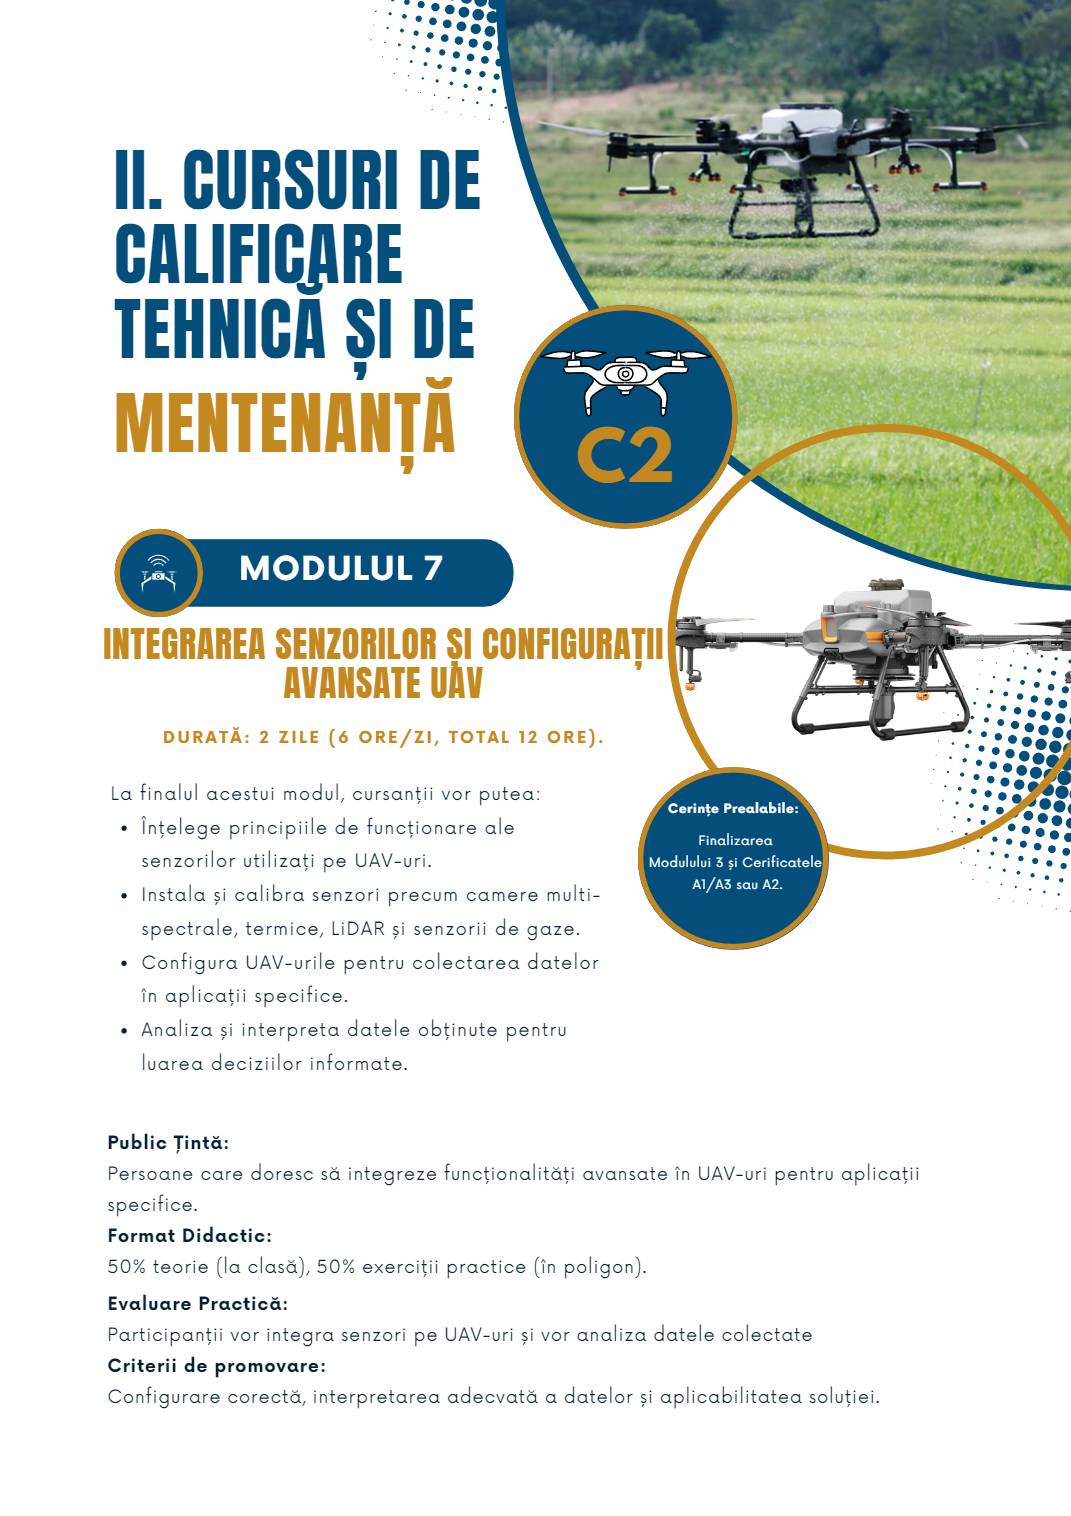 II. CURSURI DE
CALIFICARE
TEHNICĂ ȘI DE
MENTENANȚĂ
C2
MODULUL 7
INTEGRAREA SENZORILOR ȘI CONFIGURAȚII
AVANSATE UAV
DURATĂ: 2 ZILE (6 ORE/ZI, TOTAL 12 ORE).
La finalul acestui modul, cursanții vor putea:
• Înțelege principiile de funcționare ale
senzorilor utilizați pe UAV-uri.
• Instala și calibra senzori precum camere multi-
spectrale, termice, LiDAR și senzorii de gaze.
• Configura UAV-urile pentru colectarea datelor
în aplicații specifice.
• Analiza și interpreta datele obținute pentru
luarea deciziilor informate.
Cerințe Prealabile:
Finalizarea
Modulului 3 și Cerificatele
A1/A3 sau A2.
Public Țintă:
Persoane care doresc să integreze funcționalități avansate în UAV-uri pentru aplicații
specifice.
Format Didactic:
50% teorie (la clasă), 50% exerciții practice (în poligon).
Evaluare Practică:
Participanții vor integra senzori pe UAV-uri și vor analiza datele colectate
Criterii de promovare:
Configurare corectă, interpretarea adecvată a datelor și aplicabilitatea soluției.